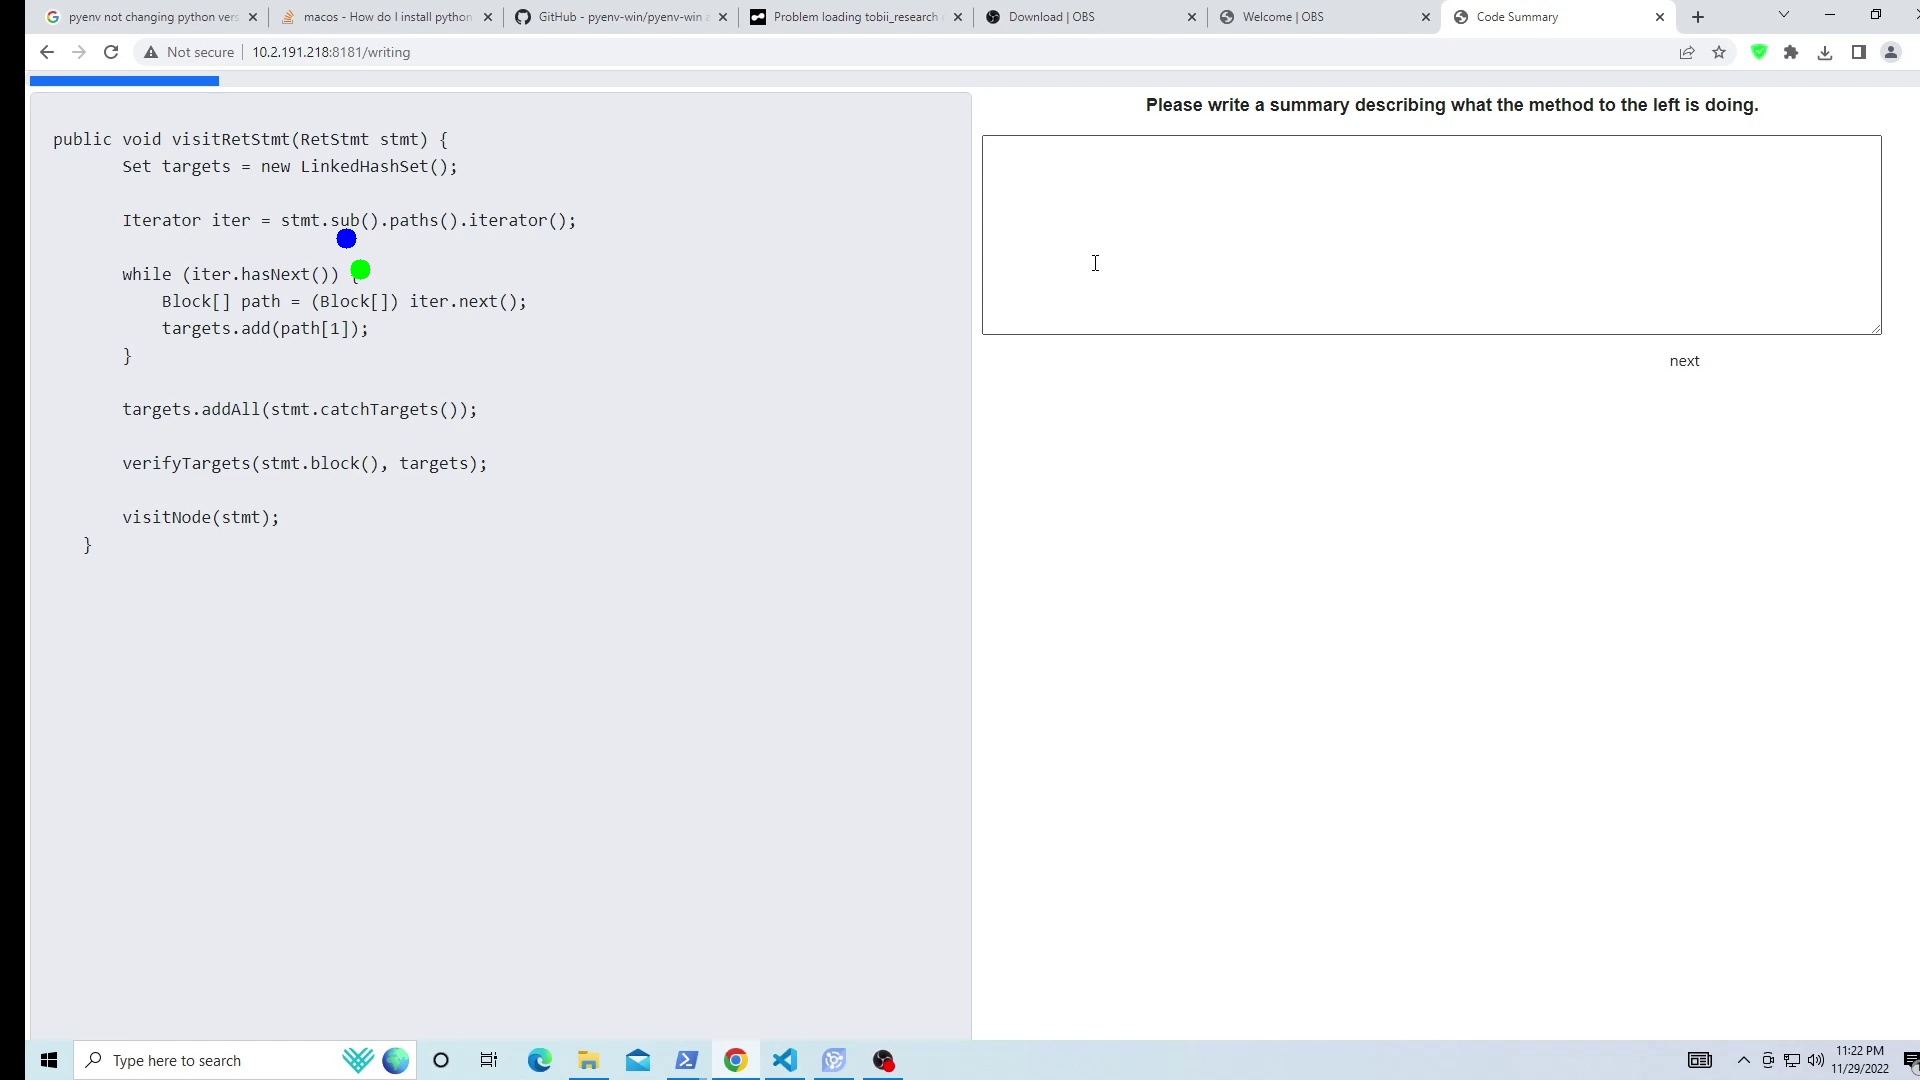 pyenv not changing python vers
macos - How do I install python
GitHub - pyenv-win/pyenv-win
Problem loading tobii_research
Download | OBS
Welcome | OBS
Code Summary
Not secure
10.2.191.218:8181/writing
public void visitRetStmt(RetStmt stmt) {
Set targets = new LinkedHashSet();
Iterator iter = stmt.sub().paths().iterator();
while (iter.hasNext()) {
Block[] path = (Block[]) iter.next();
targets.add(path[1]);
}
targets.addAll(stmt.catchTargets());
verifyTargets(stmt.block(), targets);
visitNode(stmt);
}
Please write a summary describing what the method to the left is doing.
next
Type here to search
11:22 PM
11/29/2022